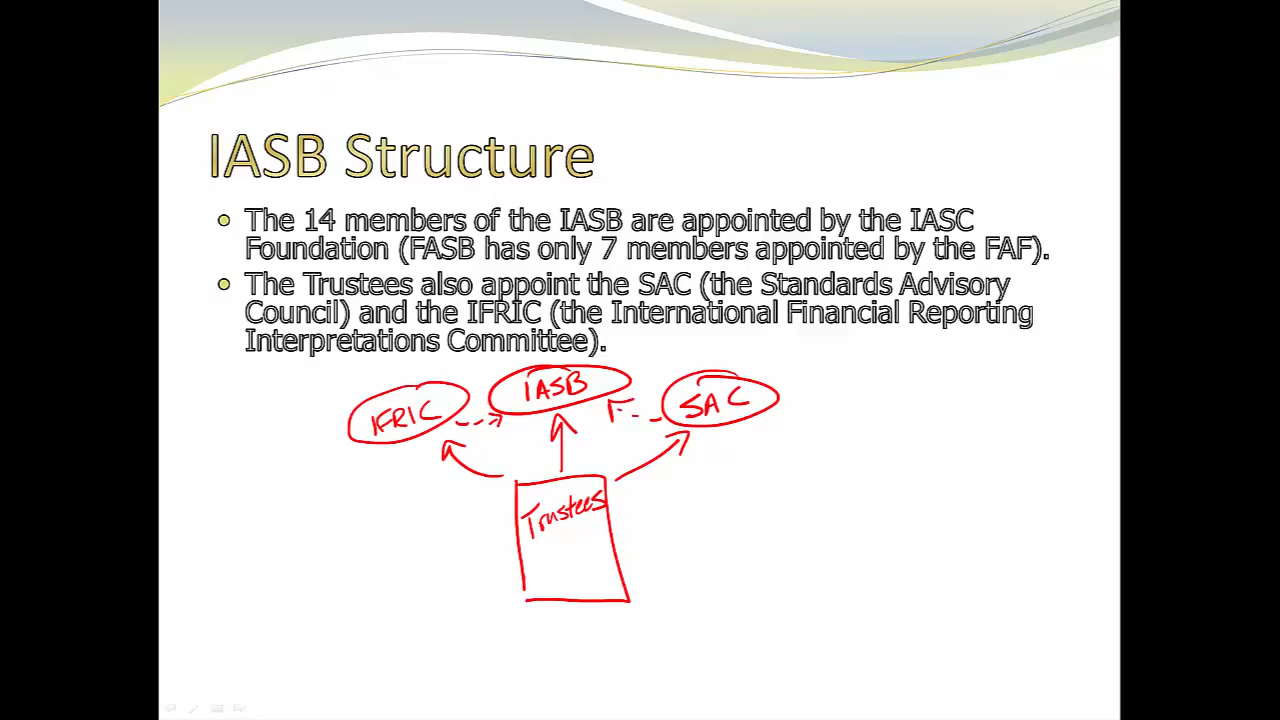 IASB Structure
The 14 members of the IASB are appointed by the IASC
Foundation (FASB has only 7 members appointed by the FAF).
The Trustees also appoint the SAC (the Standards Advisory
Council) and the IFRIC (the International Financial Reporting
Interpretations Committee).
IFRIC
IASB
SAC
Trustees